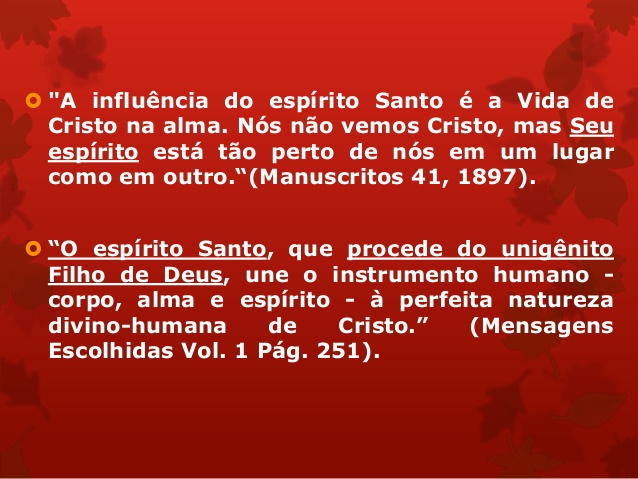 "A influência do espírito Santo é a Vida de
Cristo na alma. Nós não vemos Cristo, mas Seu
espírito está tão perto de nós em um lugar
como em outro.“(Manuscritos 41, 1897).
“O espírito Santo, que procede do unigênito
Filho de Deus, une o instrumento humano -
corpo, alma e espírito - à perfeita natureza
divino-humana de Cristo.” (Mensagens
Escolhidas Vol. 1 Pág. 251).